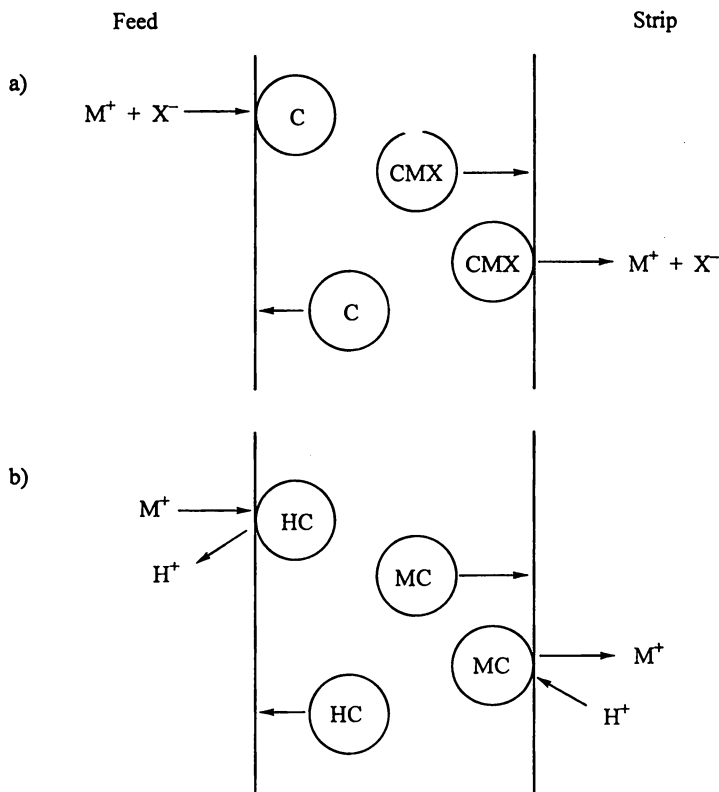 Feed Strip
a)
M⁺ + X⁻
C
CMX
CMX
M⁺ + X⁻
C
b)
M⁺
HC
H⁺
MC
MC
M⁺
HC
H⁺